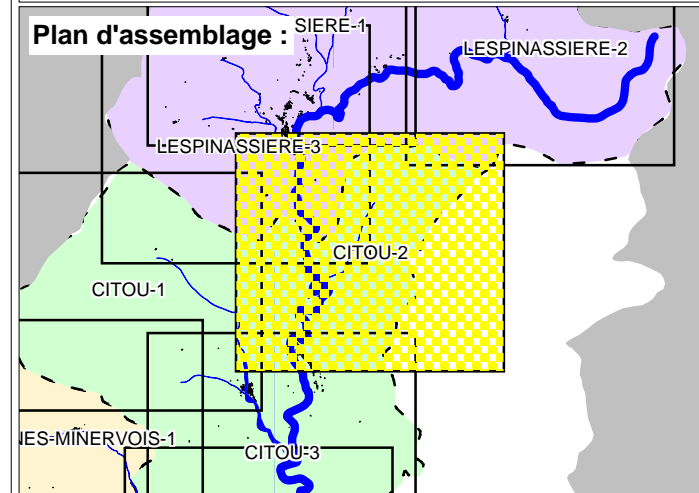 Plan d'assemblage :
SIERE-1
LESPINASSIERE-2
LESPINASSIERE-3
CITOU-2
CITOU-1
NES-MINERVOIS-1
CITOU-3